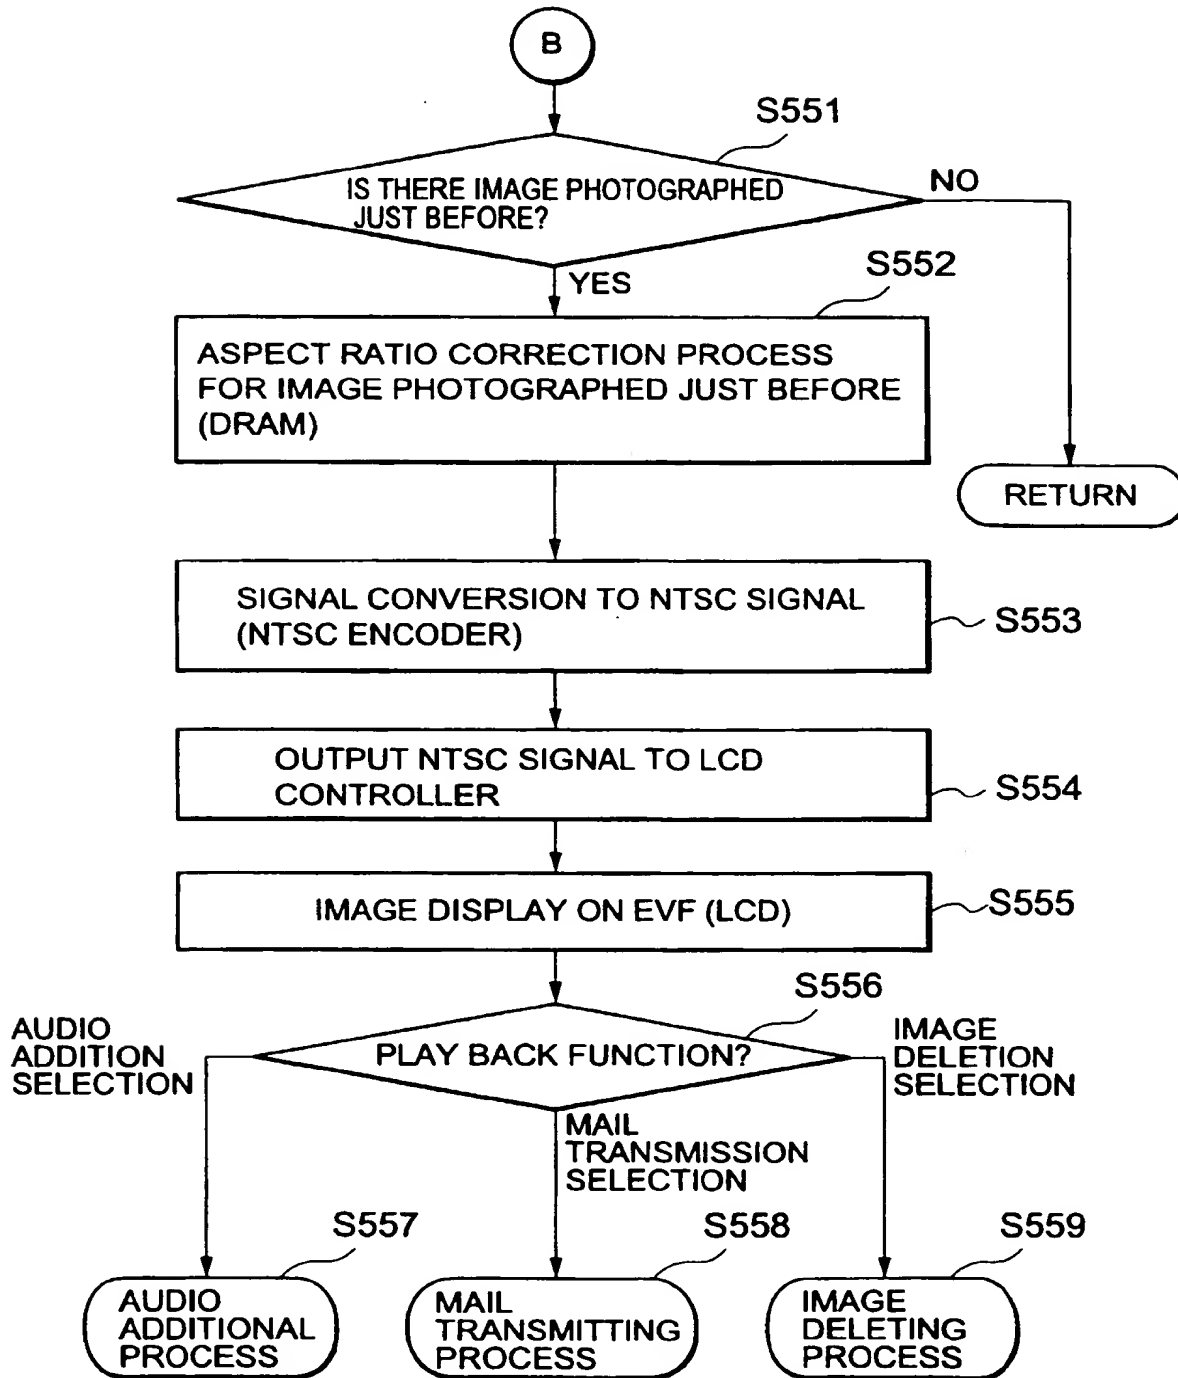 B
S551
IS THERE IMAGE PHOTOGRAPHED
JUST BEFORE?
NO
YES
S552
ASPECT RATIO CORRECTION PROCESS
FOR IMAGE PHOTOGRAPHED JUST BEFORE
(DRAM)
RETURN
SIGNAL CONVERSION TO NTSC SIGNAL
(NTSC ENCODER)
S553
OUTPUT NTSC SIGNAL TO LCD
CONTROLLER
S554
IMAGE DISPLAY ON EVF (LCD)
S555
S556
PLAY BACK FUNCTION?
AUDIO
ADDITION
SELECTION
IMAGE
DELETION
SELECTION
MAIL
TRANSMISSION
SELECTION
S557
AUDIO
ADDITIONAL
PROCESS
S558
MAIL
TRANSMITTING
PROCESS
S559
IMAGE
DELETING
PROCESS